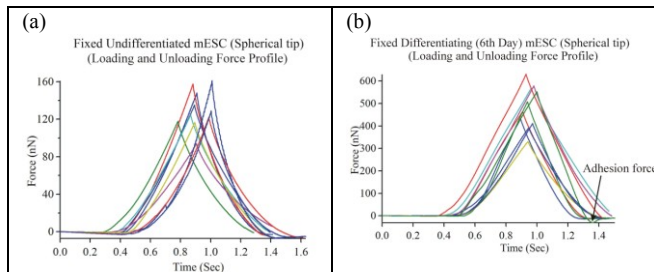 (a)
Fixed Undifferentiated mESC (Spherical tip)
(Loading and Unloading Force Profile)
160
120
80
40
0
Force (nN)
0.0 0.2 0.4 0.6 0.8 1.0 1.2 1.4 1.6
Time (Sec)
(b)
Fixed Differentiating (6th Day) mESC (Spherical tip)
(Loading and Unloading Force Profile)
600
500
400
300
200
100
0
-100
Force (nN)
Adhesion force
0.0 0.2 0.4 0.6 0.8 1.0 1.2 1.4
Time (Sec)